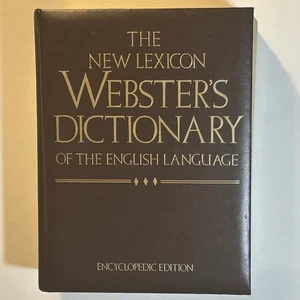 THE
NEW LEXICON
WEBSTER'S
DICTIONARY
OF THE ENGLISH LANGUAGE
ENCYCLOPEDIC EDITION